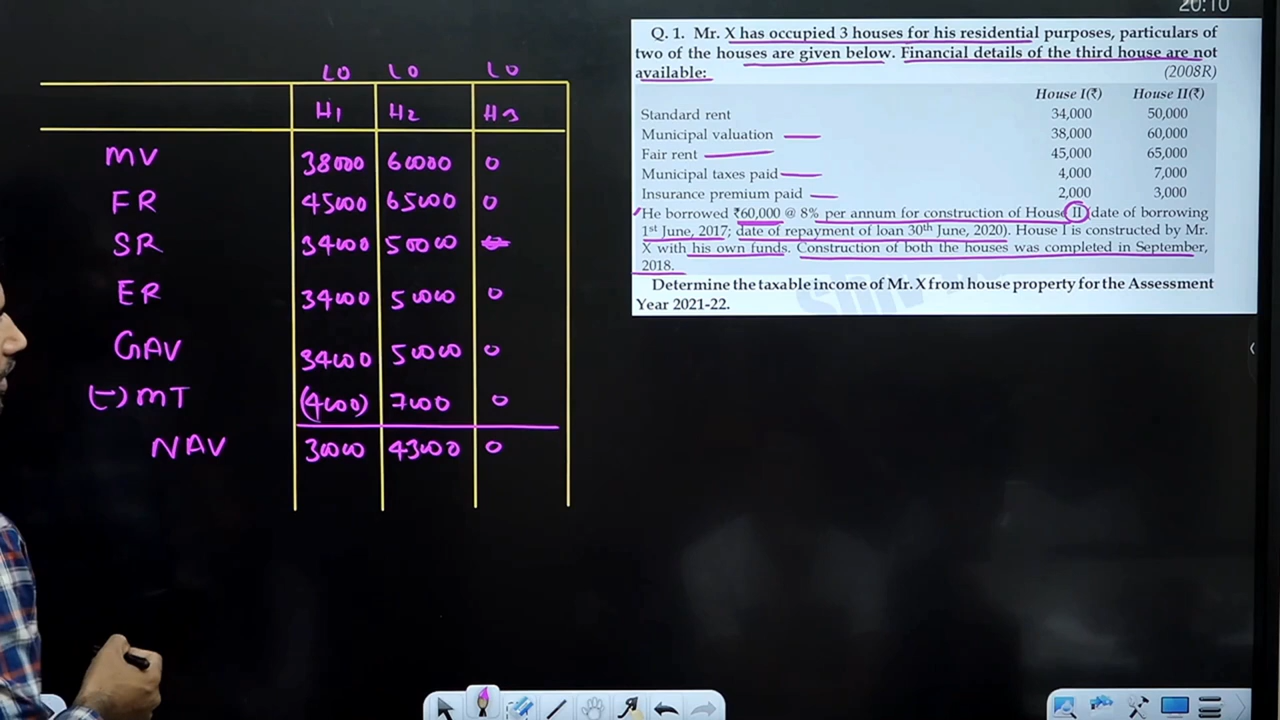 20:10
LO LO LO
H1 H2 H3
MV 38000 60000 0
FR 45000 65000 0
SR 34000 50000
ER 34000 50000 0
GAV 34000 50000 0
(-) MT (4000) 7000 0
NAV 30000 43000 0
Q. 1. Mr. X has occupied 3 houses for his residential purposes, particulars of
two of the houses are given below. Financial details of the third house are not
available: (2008R)
House I(₹) House II(₹)
Standard rent 34,000 50,000
Municipal valuation 38,000 60,000
Fair rent 45,000 65,000
Municipal taxes paid 4,000 7,000
Insurance premium paid 2,000 3,000
He borrowed ₹60,000 @ 8% per annum for construction of House II (date of borrowing
1st June, 2017; date of repayment of loan 30th June, 2020). House I is constructed by Mr.
X with his own funds. Construction of both the houses was completed in September,
2018.
Determine the taxable income of Mr. X from house property for the Assessment
Year 2021-22.